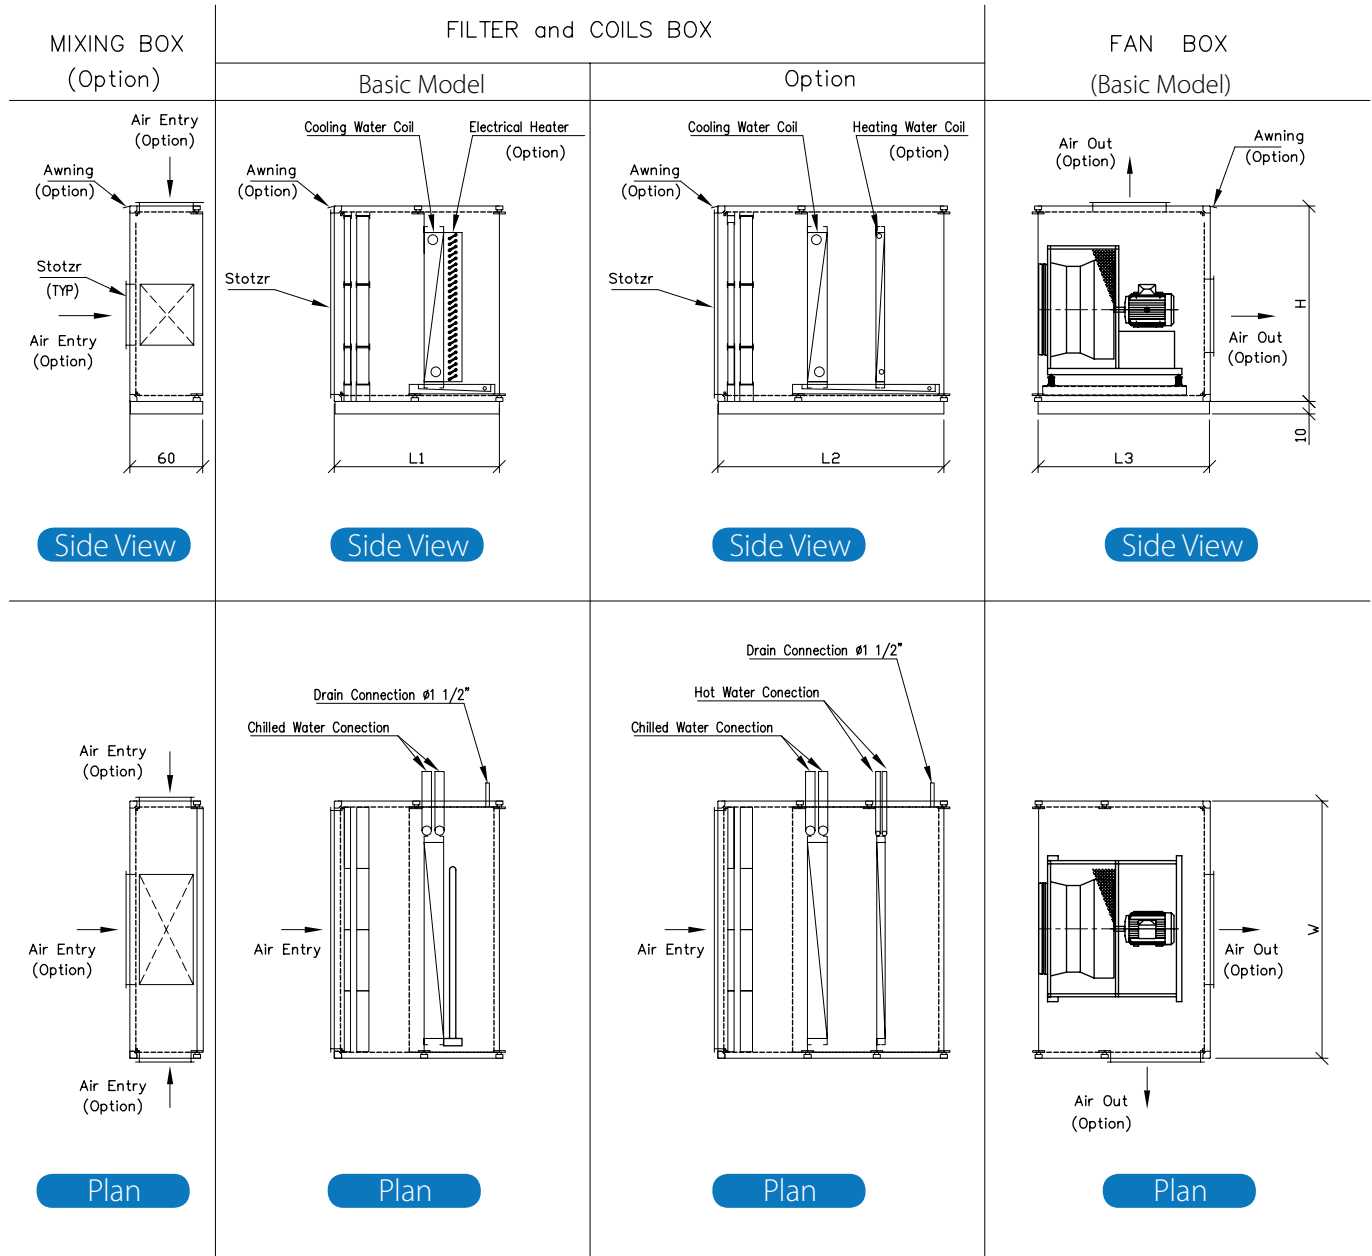 MIXING BOX
(Option)
FILTER and COILS BOX
Basic Model
Option
FAN BOX
(Basic Model)
Air Entry
(Option)
Awning
(Option)
Stotzr
(TYP)
Air Entry
(Option)
60
Side View
Cooling Water Coil
Electrical Heater
(Option)
Awning
(Option)
Stotzr
L1
Side View
Cooling Water Coil
Heating Water Coil
(Option)
Awning
(Option)
Stotzr
L2
Side View
Air Out
(Option)
Awning
(Option)
Air Out
(Option)
H
10
L3
Side View
Air Entry
(Option)
Air Entry
(Option)
Air Entry
(Option)
Plan
Drain Connection ø1 1/2"
Chilled Water Conection
Air Entry
Plan
Drain Connection ø1 1/2"
Hot Water Conection
Chilled Water Conection
Air Entry
Plan
W
Air Out
(Option)
Air Out
(Option)
Plan